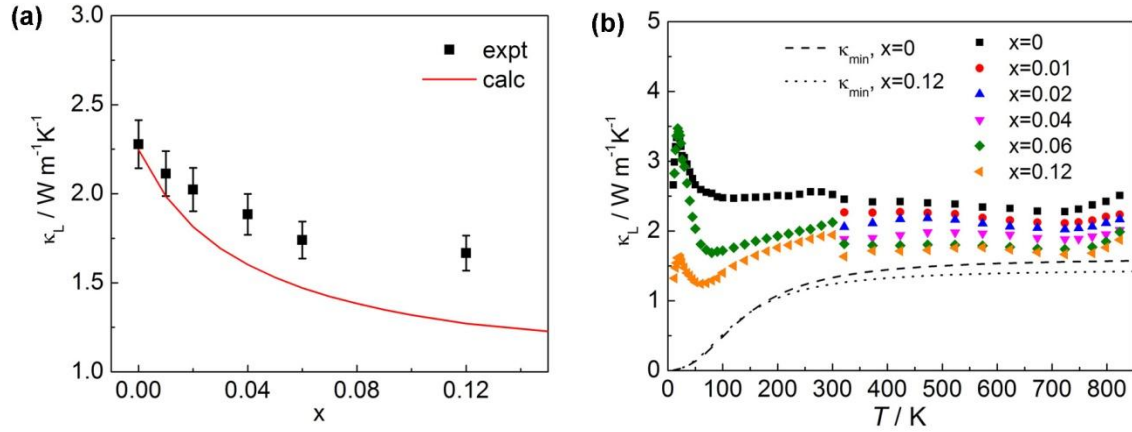 (a)
3.0
2.5
2.0
1.5
1.0
κL / W m⁻¹K⁻¹
expt
calc
0.00
0.04
0.08
0.12
x
(b)
5
4
3
2
1
0
κL / W m⁻¹K⁻¹
κmin, x=0
κmin, x=0.12
x=0
x=0.01
x=0.02
x=0.04
x=0.06
x=0.12
0
100
200
300
400
500
600
700
800
T / K